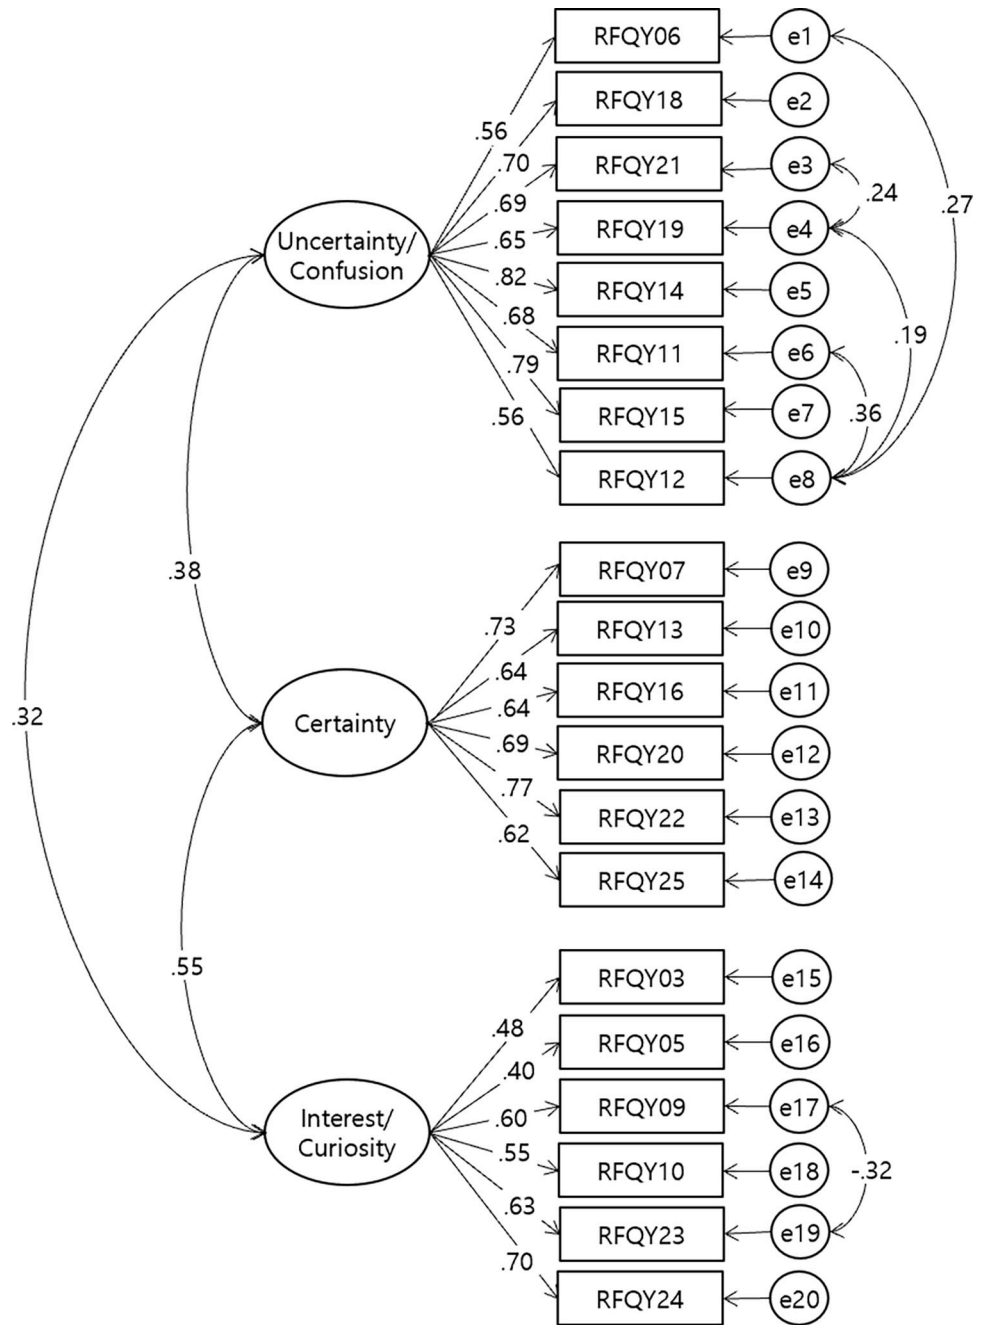 RFQY06
e1
.56
RFQY18
e2
.70
RFQY21
e3
.69
.24
.27
RFQY19
e4
.65
Uncertainty/
Confusion
RFQY14
e5
.82
RFQY11
e6
.68
.19
RFQY15
e7
.79
.36
RFQY12
e8
.56
.38
RFQY07
e9
.73
RFQY13
e10
.64
RFQY16
e11
.64
Certainty
.32
RFQY20
e12
.69
RFQY22
e13
.77
RFQY25
e14
.62
.55
RFQY03
e15
.48
RFQY05
e16
.40
RFQY09
e17
.60
Interest/
Curiosity
RFQY10
e18
.55
-.32
RFQY23
e19
.63
RFQY24
e20
.70